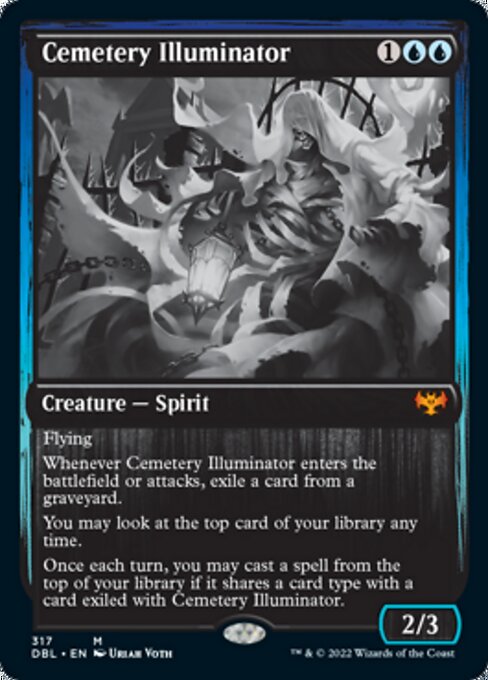 Cemetery Illuminator 1
Creature — Spirit
Flying
Whenever Cemetery Illuminator enters the
battlefield or attacks, exile a card from a
graveyard.
You may look at the top card of your library any
time.
Once each turn, you may cast a spell from the
top of your library if it shares a card type with a
card exiled with Cemetery Illuminator.
2/3
317 M
DBL • EN Uriah Voth
™ & © 2022 Wizards of the Coast